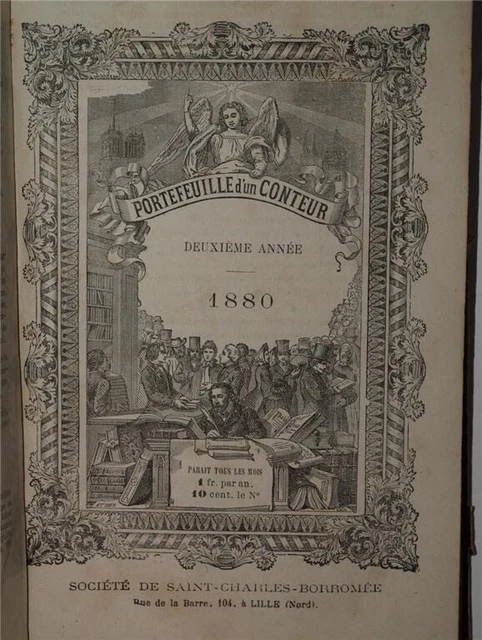 PORTEFEUILLE d'un CONTEUR
DEUXIÈME ANNÉE
1880
PARAIT TOUS LES MOIS
1 fr. par an.
10 cent. le N°
SOCIÉTÉ DE SAINT-CHARLES-BORROMÉE
Rue de la Barre, 104, à LILLE (Nord).